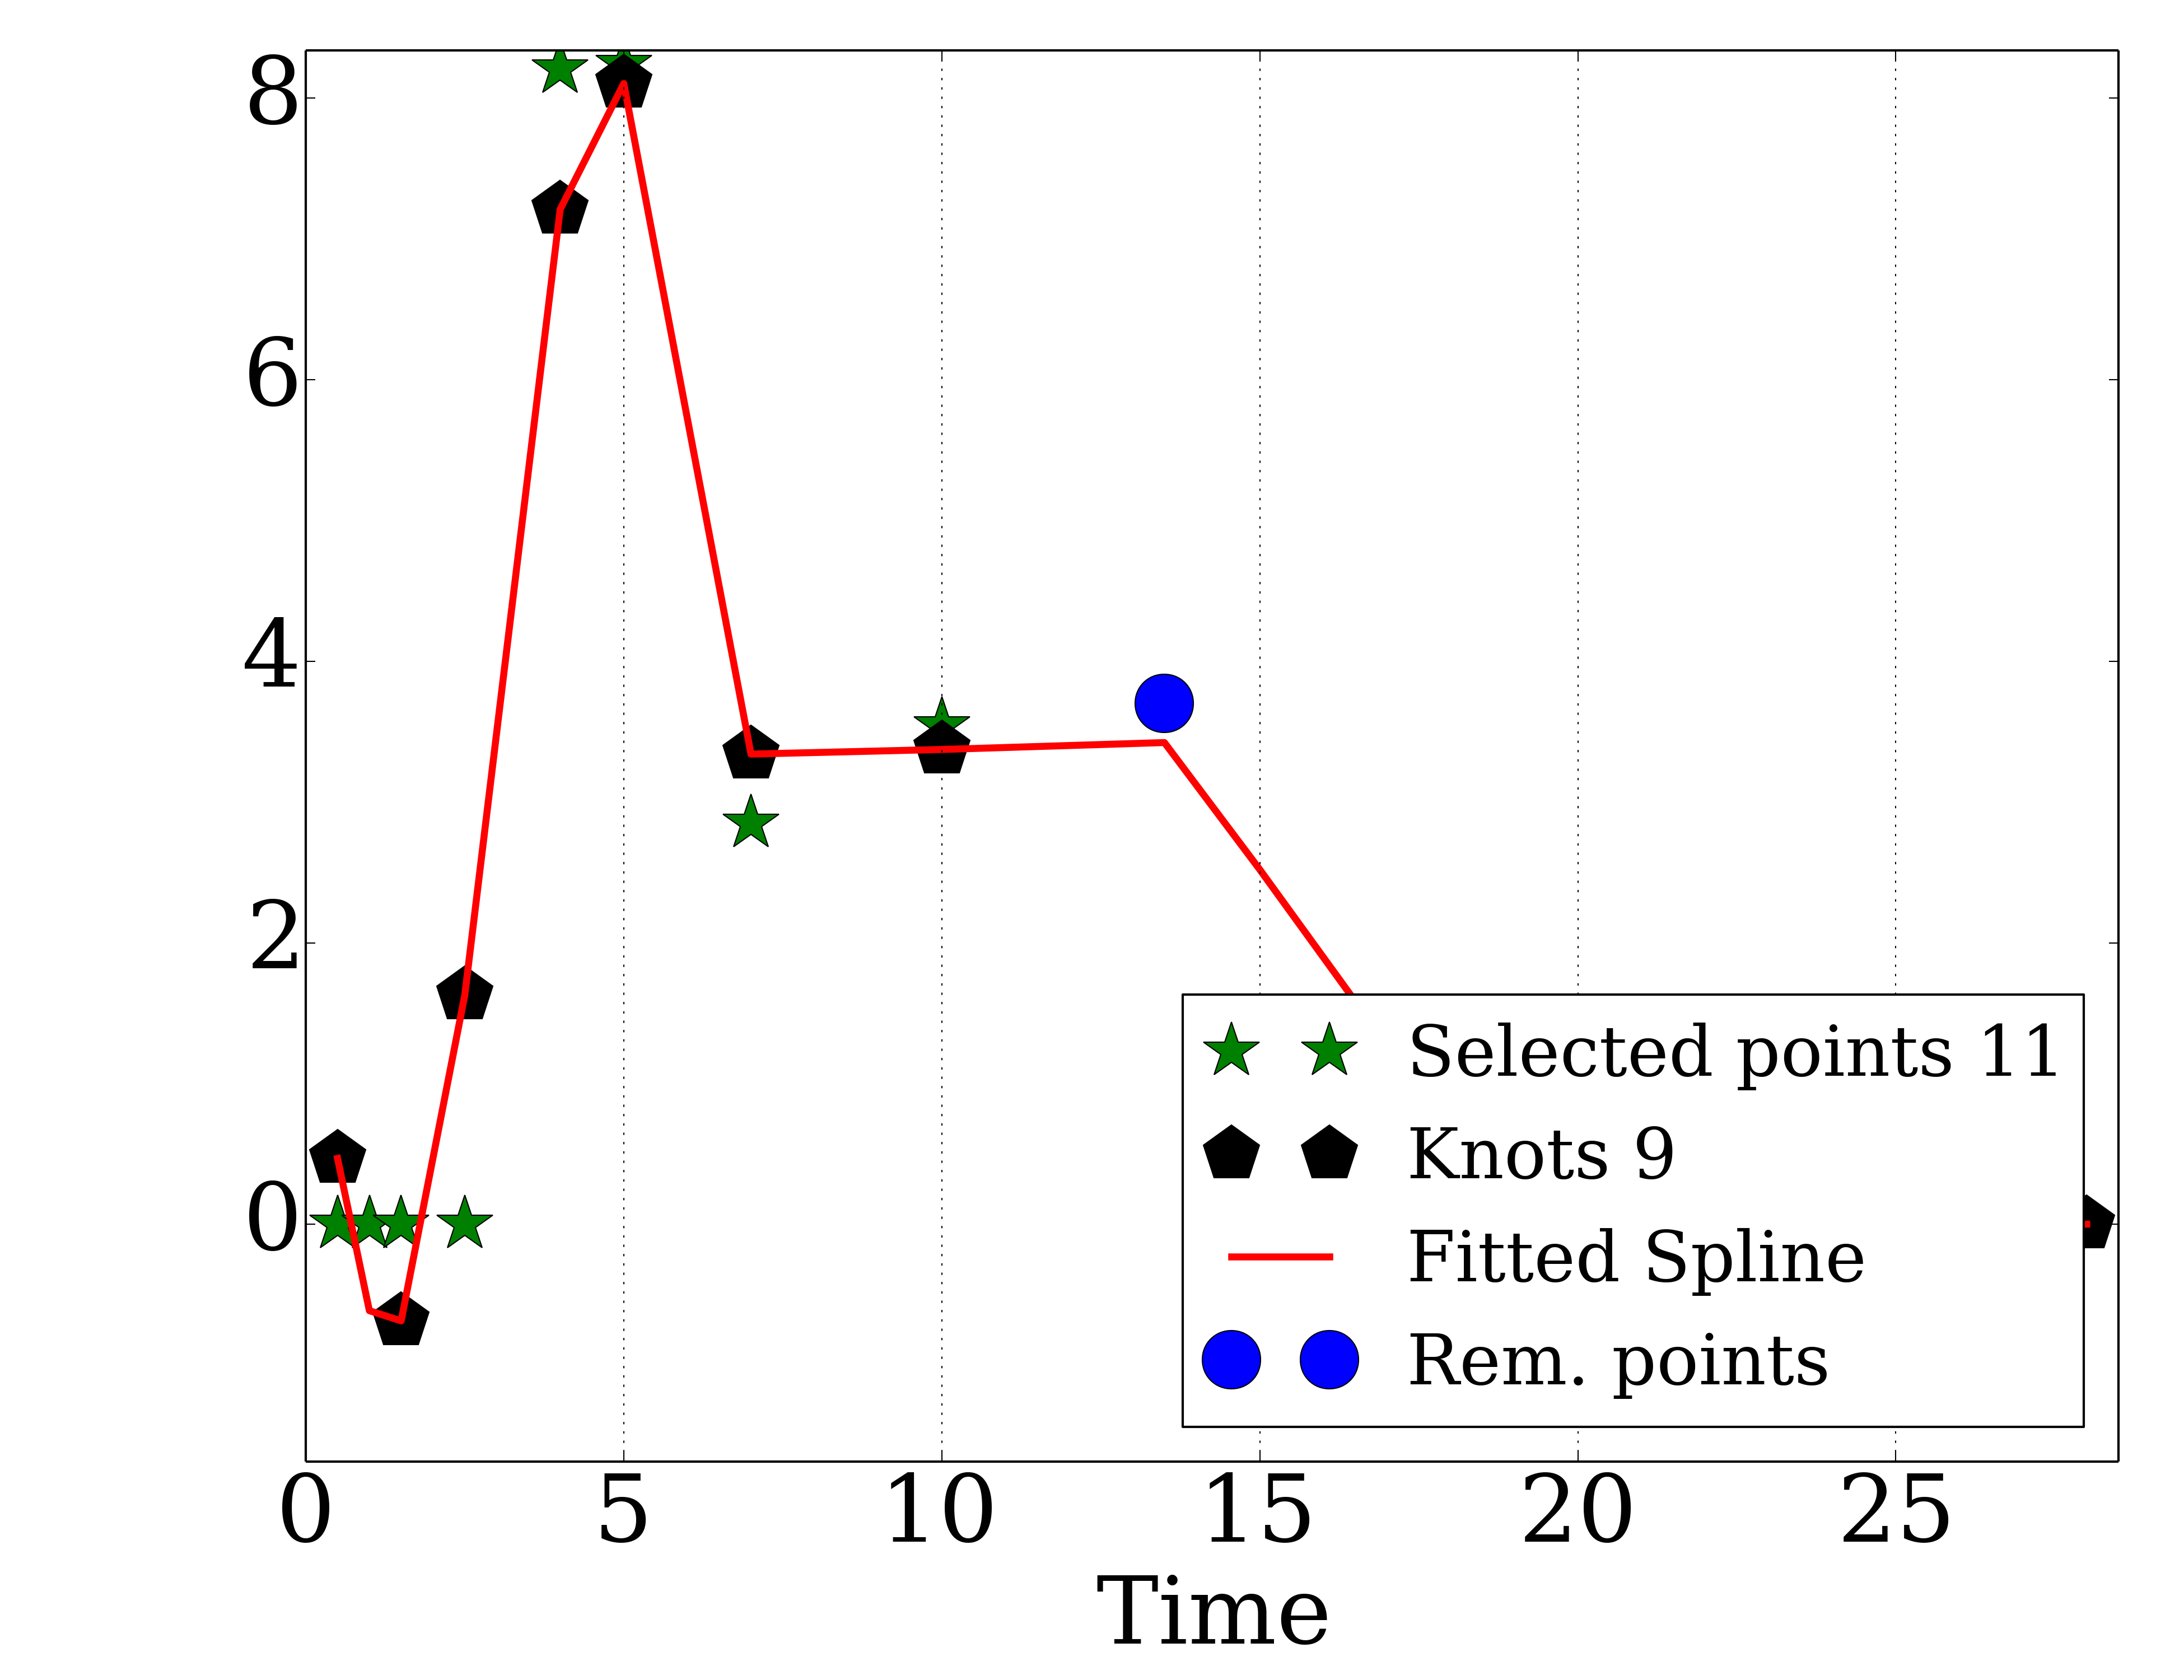 8
6
4
2
0
0 5 10 15 20 25
Time
Selected points 11
Knots 9
Fitted Spline
Rem. points